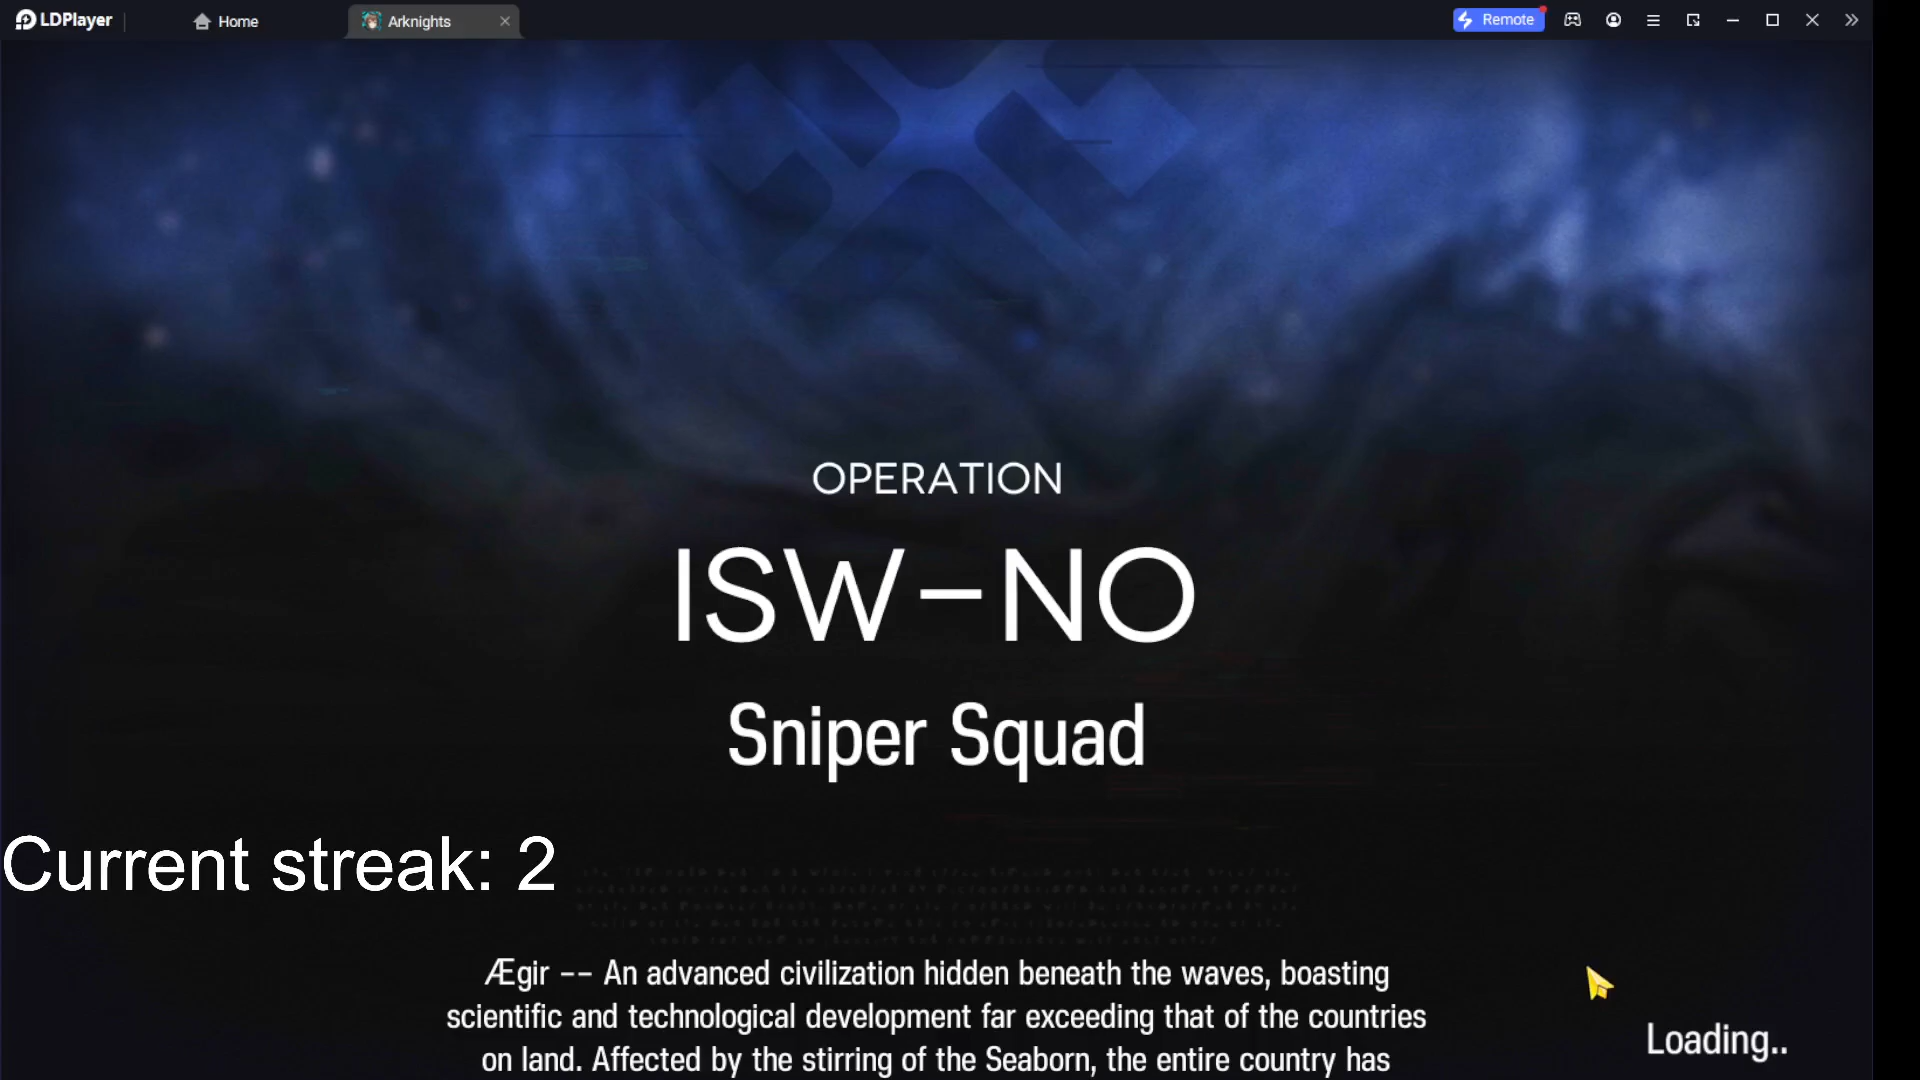 LDPlayer
Home
Arknights
Remote
OPERATION
ISW-NO
Sniper Squad
Current streak: 2
Ægir -- An advanced civilization hidden beneath the waves, boasting
scientific and technological development far exceeding that of the countries
on land. Affected by the stirring of the Seaborn, the entire country has
Loading..